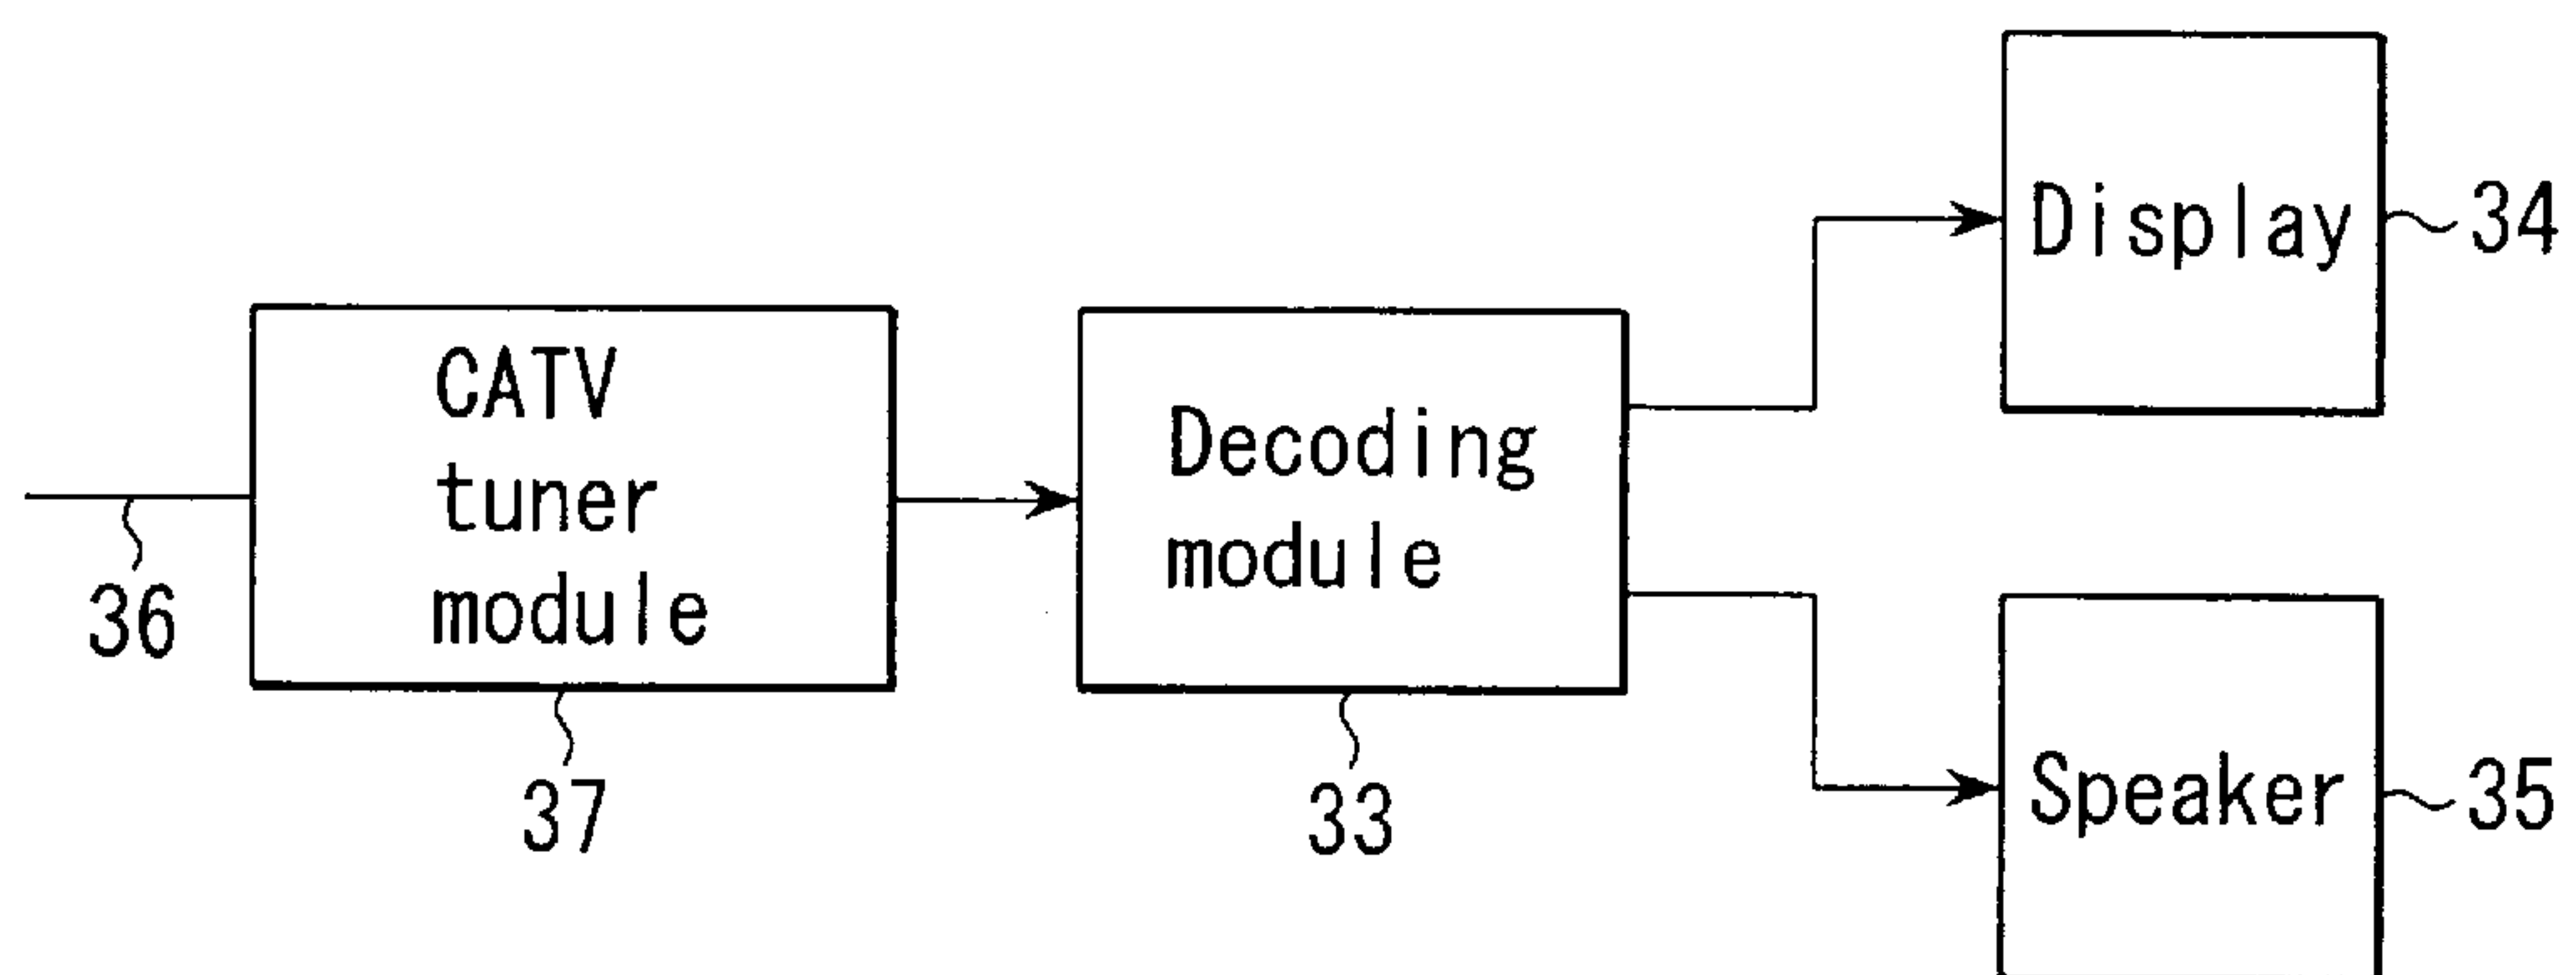 36
CATV
tuner
module
37
Decoding
module
33
Display
34
Speaker
35